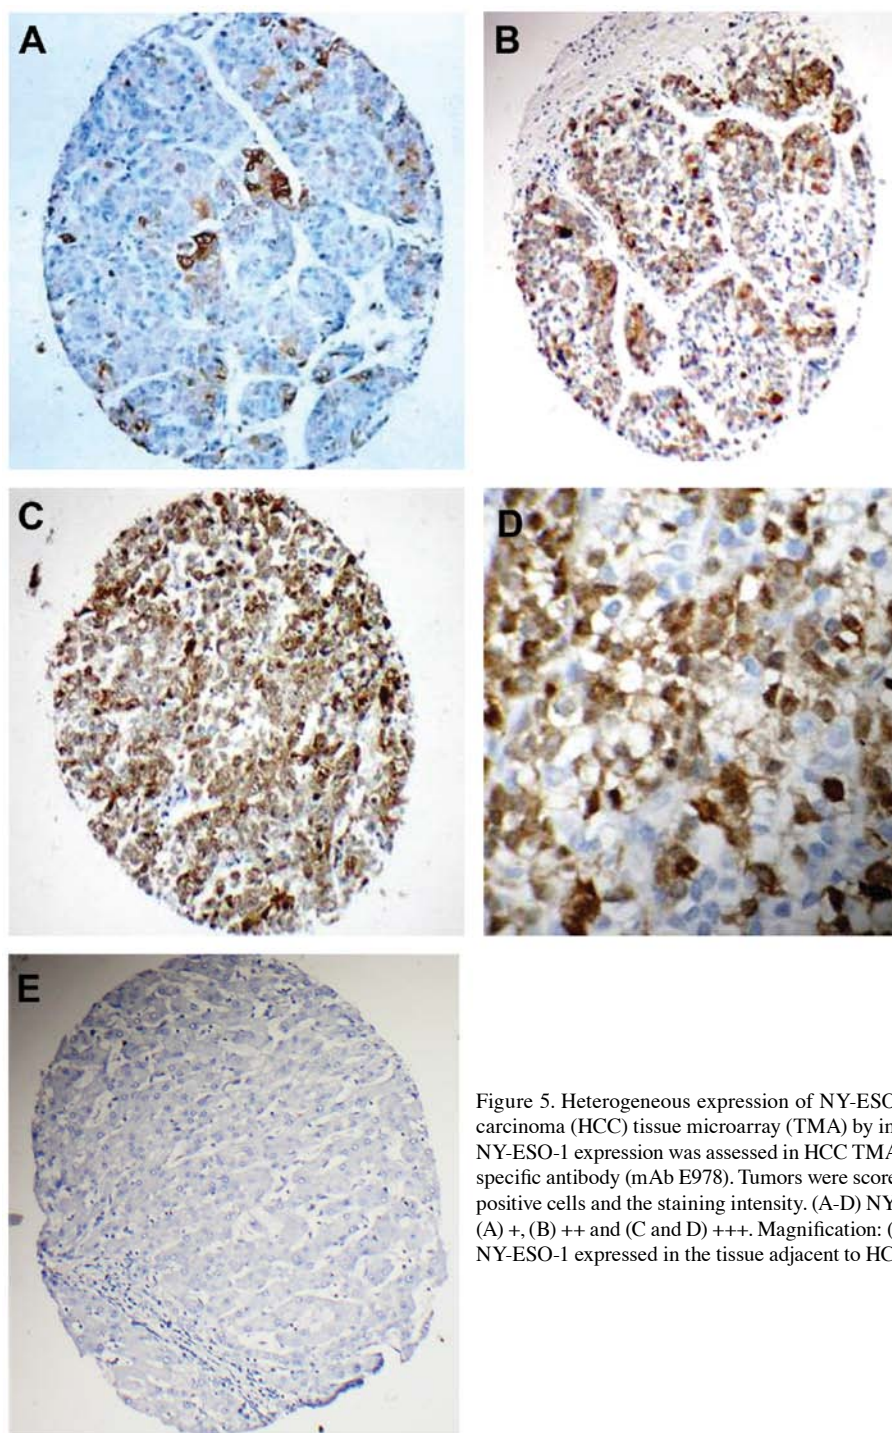 A
B
C
D
E
Figure 5. Heterogeneous expression of NY-ESO
carcinoma (HCC) tissue microarray (TMA) by in
NY-ESO-1 expression was assessed in HCC TMA
specific antibody (mAb E978). Tumors were score
positive cells and the staining intensity. (A-D) NY
(A) +, (B) ++ and (C and D) +++. Magnification: (
NY-ESO-1 expressed in the tissue adjacent to HC